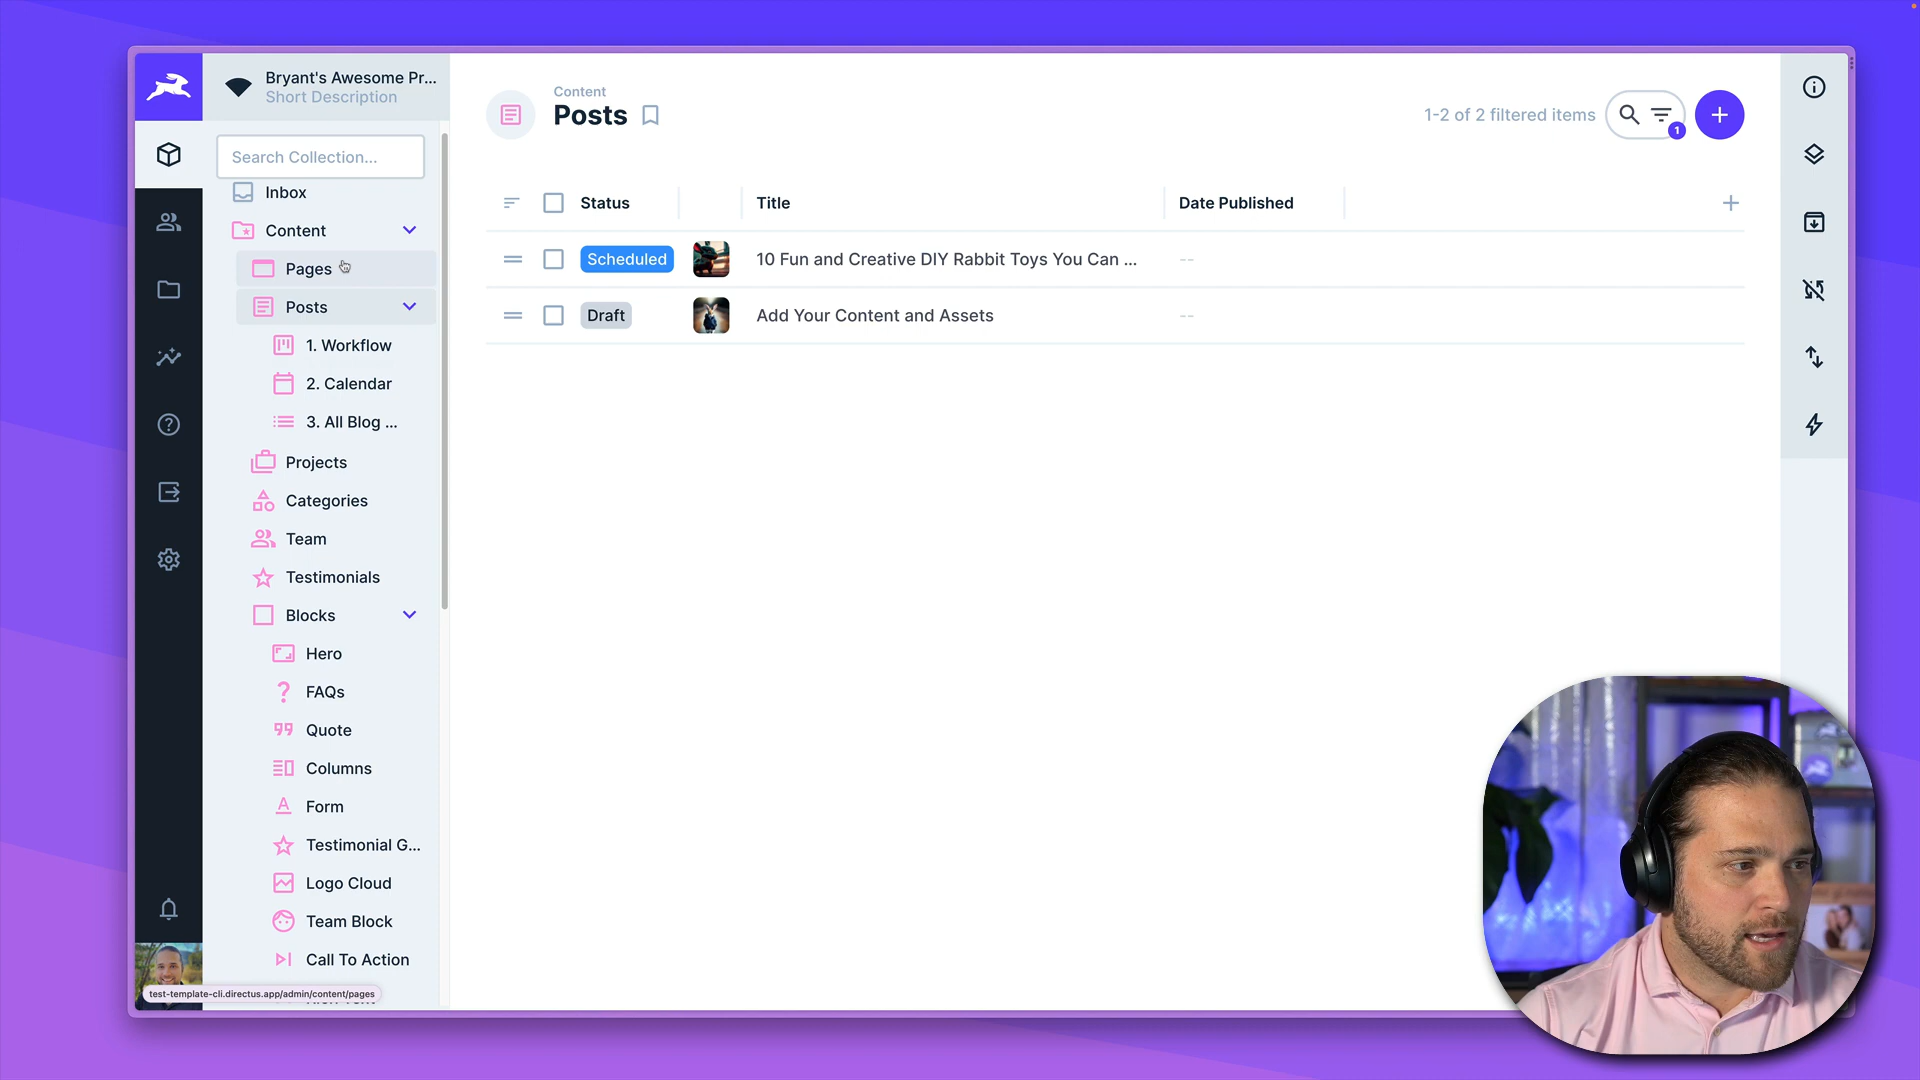 Bryant's Awesome Pr...
Short Description
Search Collection...
Inbox
Content
Pages
Posts
1. Workflow
2. Calendar
3. All Blog ...
Projects
Categories
Team
Testimonials
Blocks
Hero
FAQs
Quote
Columns
Form
Testimonial G...
Logo Cloud
Team Block
Call To Action
test-template-cli.directus.app/admin/content/pages
Content
Posts
1-2 of 2 filtered items
1
Status
Title
Date Published
Scheduled
10 Fun and Creative DIY Rabbit Toys You Can ...
--
Draft
Add Your Content and Assets
--